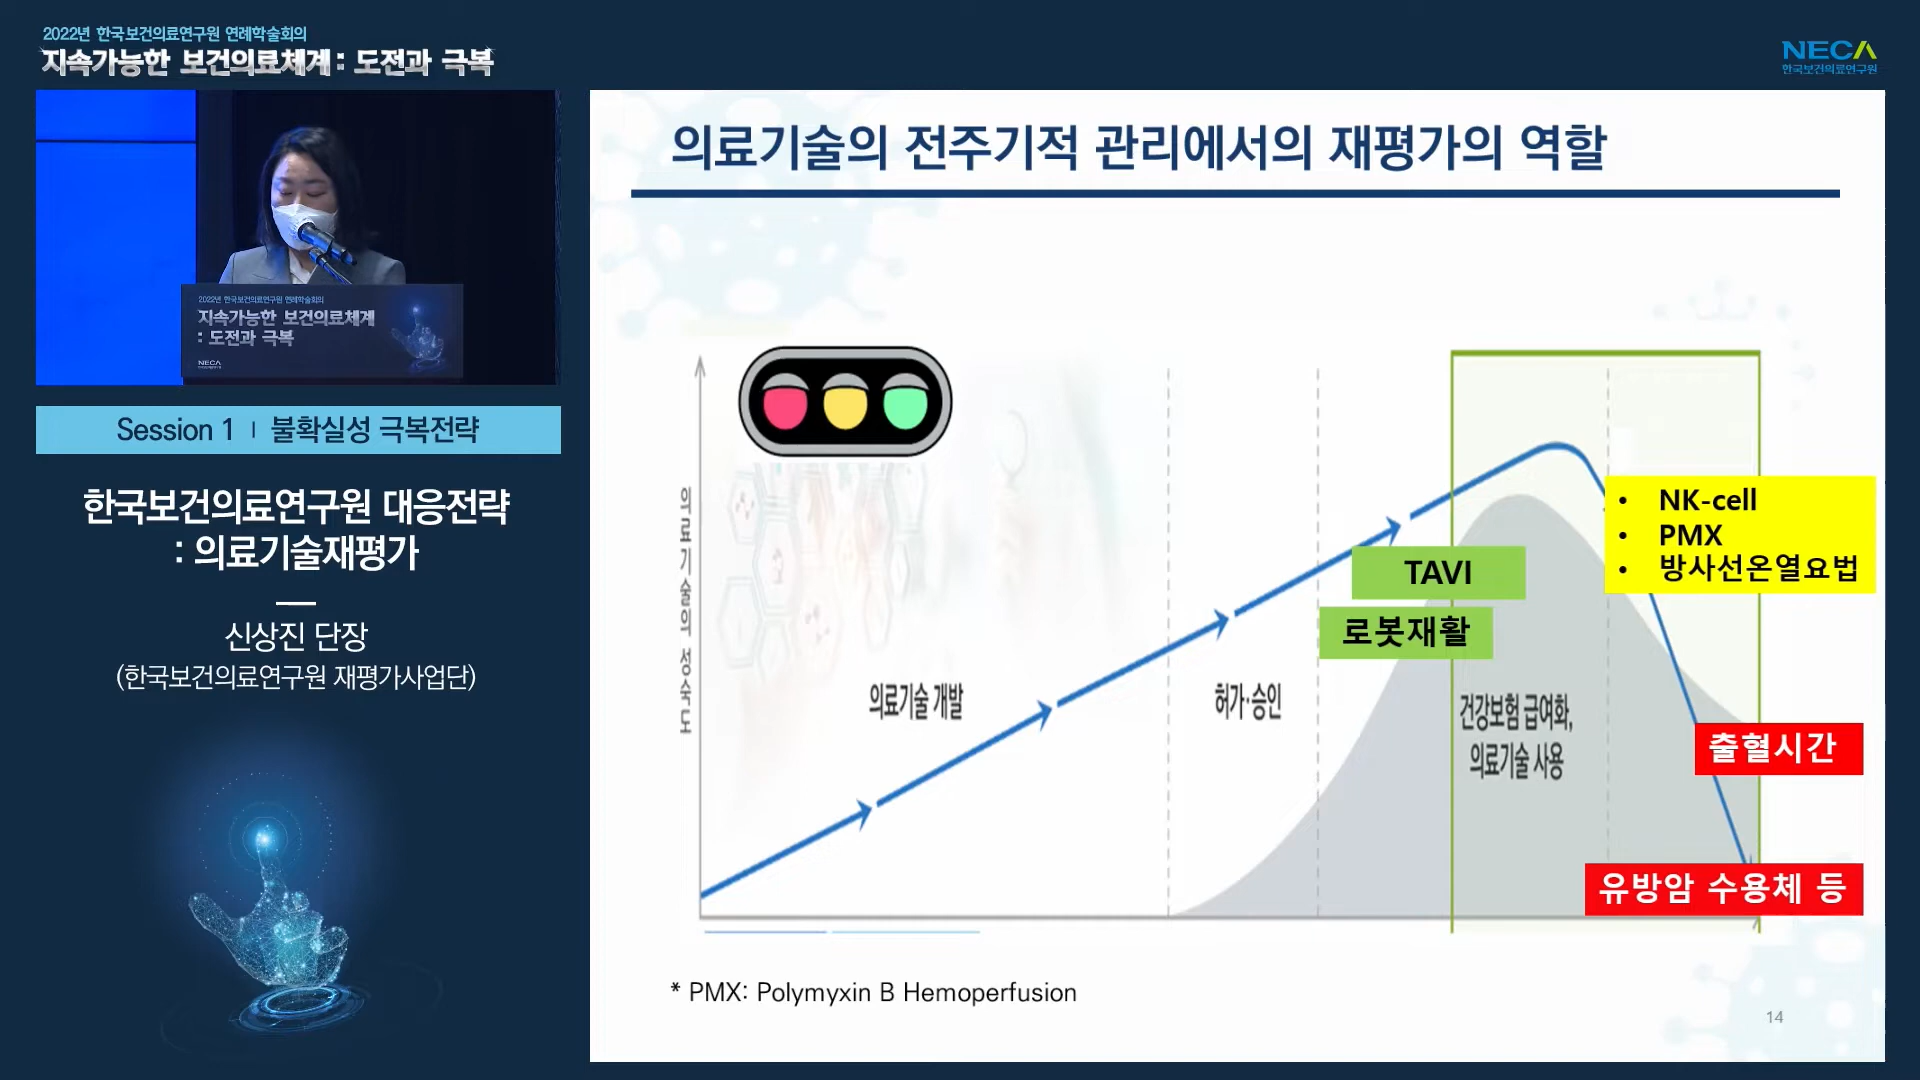 2022년 한국보건의료연구원 연례학술회의
지속가능한 보건의료체계 : 도전과 극복
NECA
한국보건의료연구원
2022년 한국보건의료연구원 연례학술회의
지속가능한 보건의료체계
: 도전과 극복
NECA
Session 1 | 불확실성 극복전략
한국보건의료연구원 대응전략
: 의료기술재평가
신상진 단장
(한국보건의료연구원 재평가사업단)
의료기술의 전주기적 관리에서의 재평가의 역할
의료기술의 성숙도
의료기술 개발
허가·승인
건강보험 급여화,
의료기술 사용
TAVI
로봇재활
• NK-cell
• PMX
• 방사선온열요법
출혈시간
유방암 수용체 등
* PMX: Polymyxin B Hemoperfusion
14